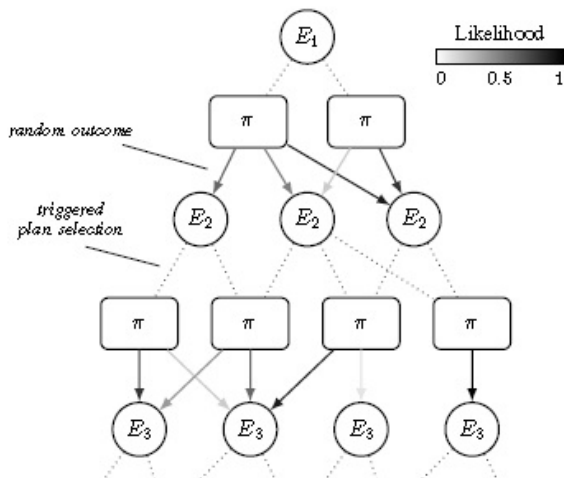 E1
Likelihood
0 0.5 1
π π
random outcome
E2 E2 E2
triggered
plan selection
π π π π
E3 E3 E3 E3